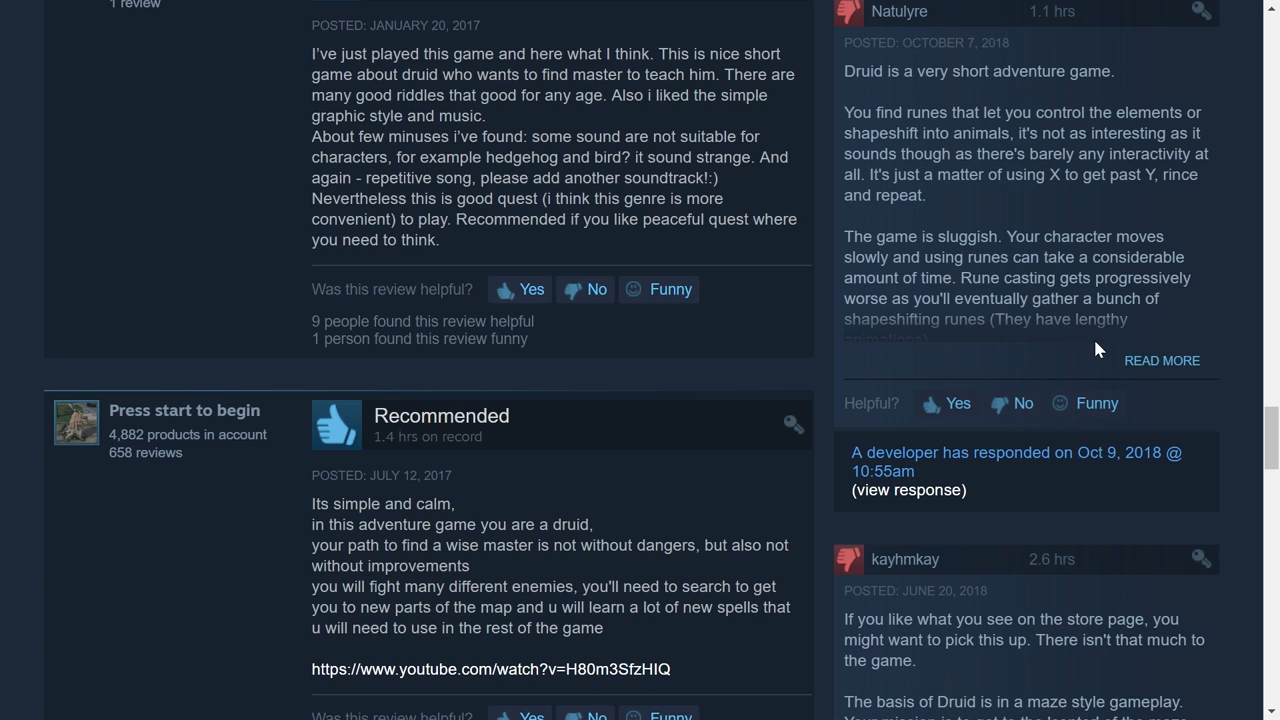 1 review
POSTED: JANUARY 20, 2017
I've just played this game and here what I think. This is nice short
game about druid who wants to find master to teach him. There are
many good riddles that good for any age. Also i liked the simple
graphic style and music.
About few minuses i've found: some sound are not suitable for
characters, for example hedgehog and bird? it sound strange. And
again - repetitive song, please add another soundtrack!:)
Nevertheless this is good quest (i think this genre is more
convenient) to play. Recommended if you like peaceful quest where
you need to think.
Was this review helpful? Yes No Funny
9 people found this review helpful
1 person found this review funny
Press start to begin
4,882 products in account
658 reviews
Recommended
1.4 hrs on record
POSTED: JULY 12, 2017
Its simple and calm,
in this adventure game you are a druid,
your path to find a wise master is not without dangers, but also not
without improvements
you will fight many different enemies, you'll need to search to get
you to new parts of the map and u will learn a lot of new spells that
u will need to use in the rest of the game
https://www.youtube.com/watch?v=H80m3SfzHIQ
Was this review helpful? Yes No Funny
Natulyre 1.1 hrs
POSTED: OCTOBER 7, 2018
Druid is a very short adventure game.
You find runes that let you control the elements or
shapeshift into animals, it's not as interesting as it
sounds though as there's barely any interactivity at
all. It's just a matter of using X to get past Y, rince
and repeat.
The game is sluggish. Your character moves
slowly and using runes can take a considerable
amount of time. Rune casting gets progressively
worse as you'll eventually gather a bunch of
shapeshifting runes (They have lengthy
animations)
READ MORE
Helpful? Yes No Funny
A developer has responded on Oct 9, 2018 @
10:55am
(view response)
kayhmkay 2.6 hrs
POSTED: JUNE 20, 2018
If you like what you see on the store page, you
might want to pick this up. There isn't that much to
the game.
The basis of Druid is in a maze style gameplay.
Your mission is to get to the center of the maze